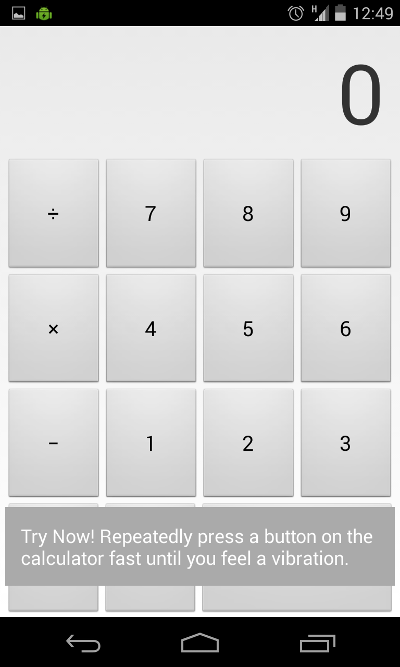 H 12:49
0
÷ 7 8 9
× 4 5 6
− 1 2 3
Try Now! Repeatedly press a button on the
calculator fast until you feel a vibration.